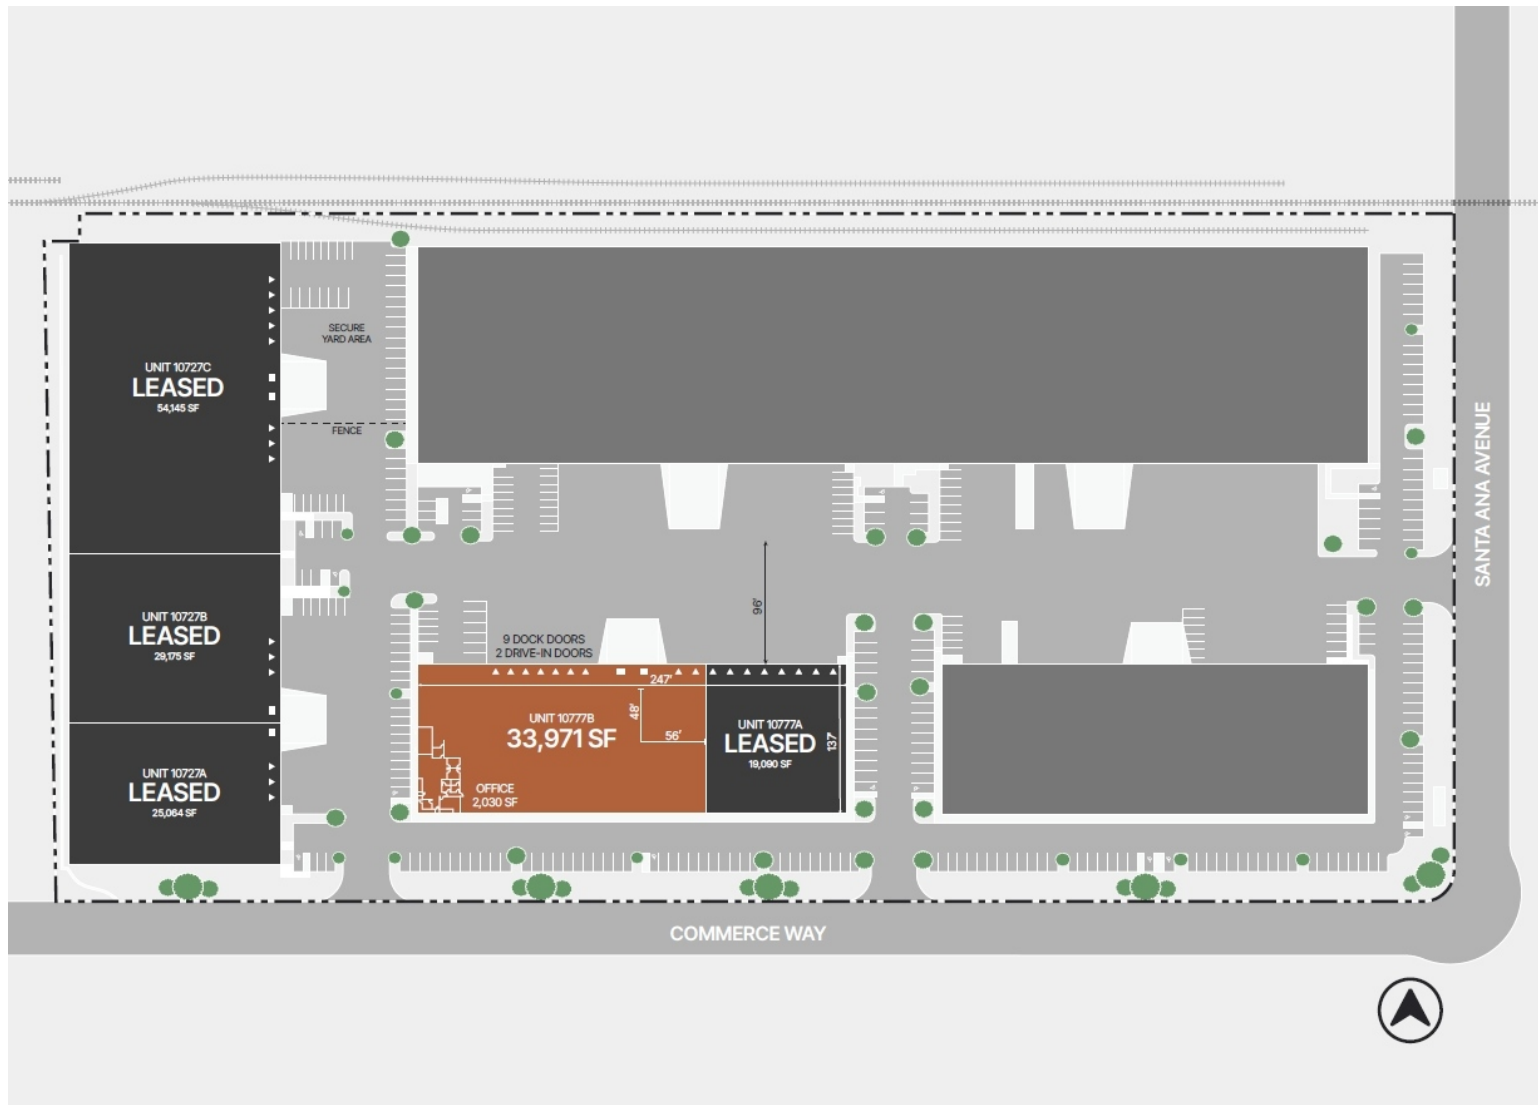 SECURE
YARD AREA
UNIT 10727C
LEASED
54,145 SF
FENCE
SANTA ANA AVENUE
96'
UNIT 10727B
LEASED
29,175 SF
9 DOCK DOORS
2 DRIVE-IN DOORS
247'
48'
56'
UNIT 10777B
33,971 SF
UNIT 10777A
LEASED
19,090 SF
137'
UNIT 10727A
LEASED
25,064 SF
OFFICE
2,030 SF
COMMERCE WAY